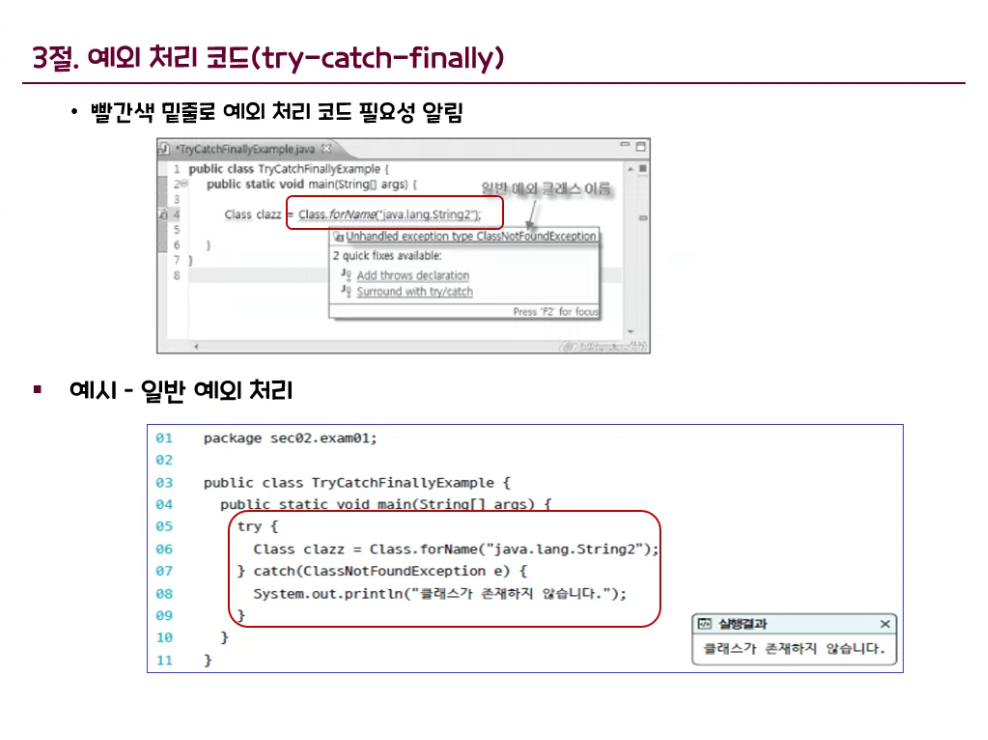 3절. 예외 처리 코드(try-catch-finally)
• 빨간색 밑줄로 예외 처리 코드 필요성 알림
*TryCatchFinallyExample.java
1 public class TryCatchFinallyExample {
2 public static void main(String[] args) {
일반 예외 클래스 이름
3
4 Class clazz = Class.forName("java.lang.String2");
5
Unhandled exception type ClassNotFoundException
6 }
2 quick fixes available:
7 }
8
Add throws declaration
Surround with try/catch
Press 'F2' for focus
▪ 예시 - 일반 예외 처리
01 package sec02.exam01;
02
03 public class TryCatchFinallyExample {
04 public static void main(String[] args) {
05 try {
06 Class clazz = Class.forName("java.lang.String2");
07 } catch(ClassNotFoundException e) {
08 System.out.println("클래스가 존재하지 않습니다.");
09 }
10 }
11 }
실행결과
클래스가 존재하지 않습니다.